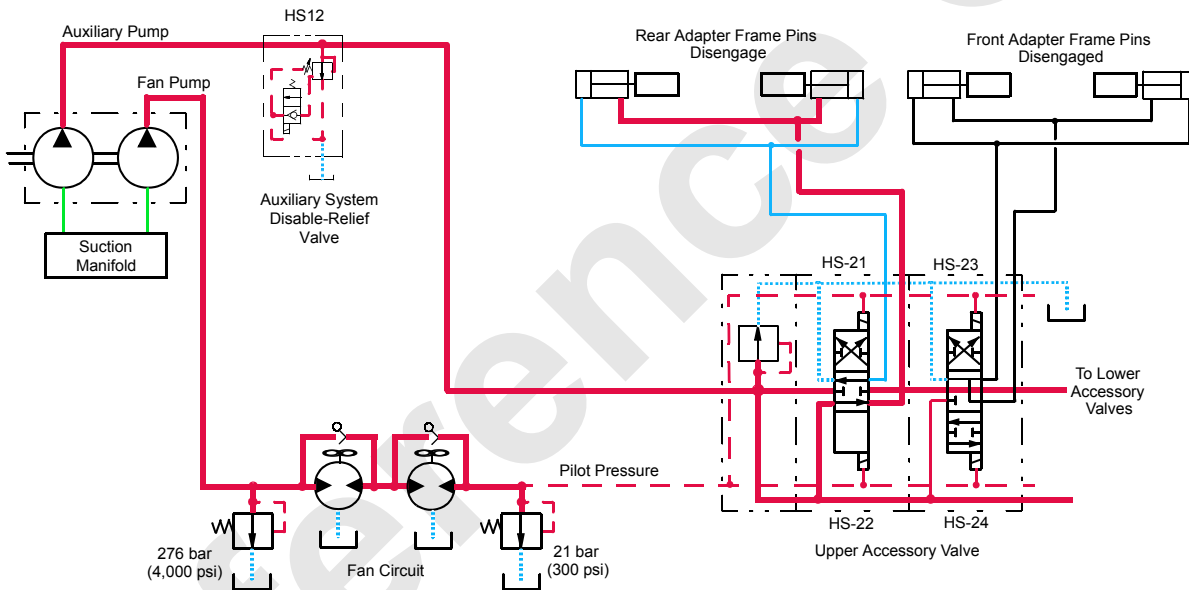 HS12
Auxiliary Pump
Rear Adapter Frame Pins
Disengage
Front Adapter Frame Pins
Disengaged
Fan Pump
Auxiliary System
Disable-Relief
Valve
Suction
Manifold
HS-21
HS-23
To Lower
Accessory
Valves
Pilot Pressure
HS-22
HS-24
Upper Accessory Valve
276 bar
(4,000 psi)
Fan Circuit
21 bar
(300 psi)
ference